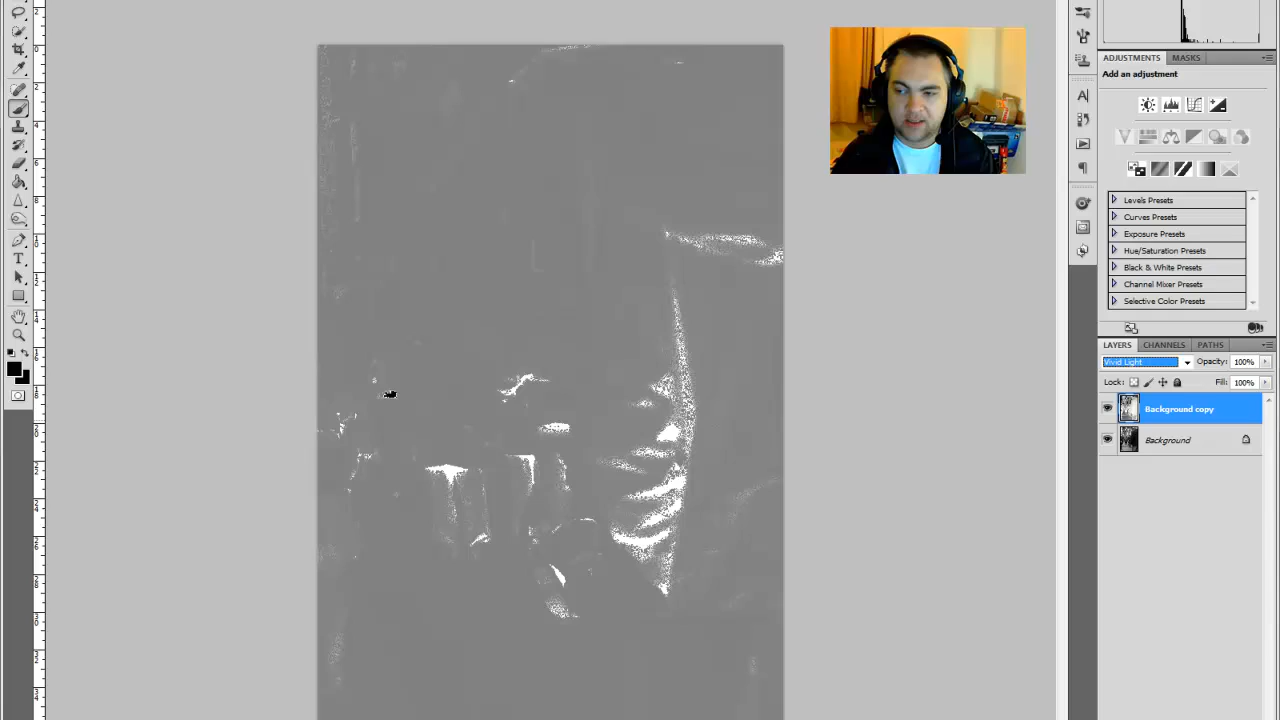 ADJUSTMENTS MASKS
Add an adjustment
Levels Presets
Curves Presets
Exposure Presets
Hue/Saturation Presets
Black & White Presets
Channel Mixer Presets
Selective Color Presets
LAYERS CHANNELS PATHS
Vivid Light Opacity: 100%
Lock: Fill: 100%
Background copy
Background